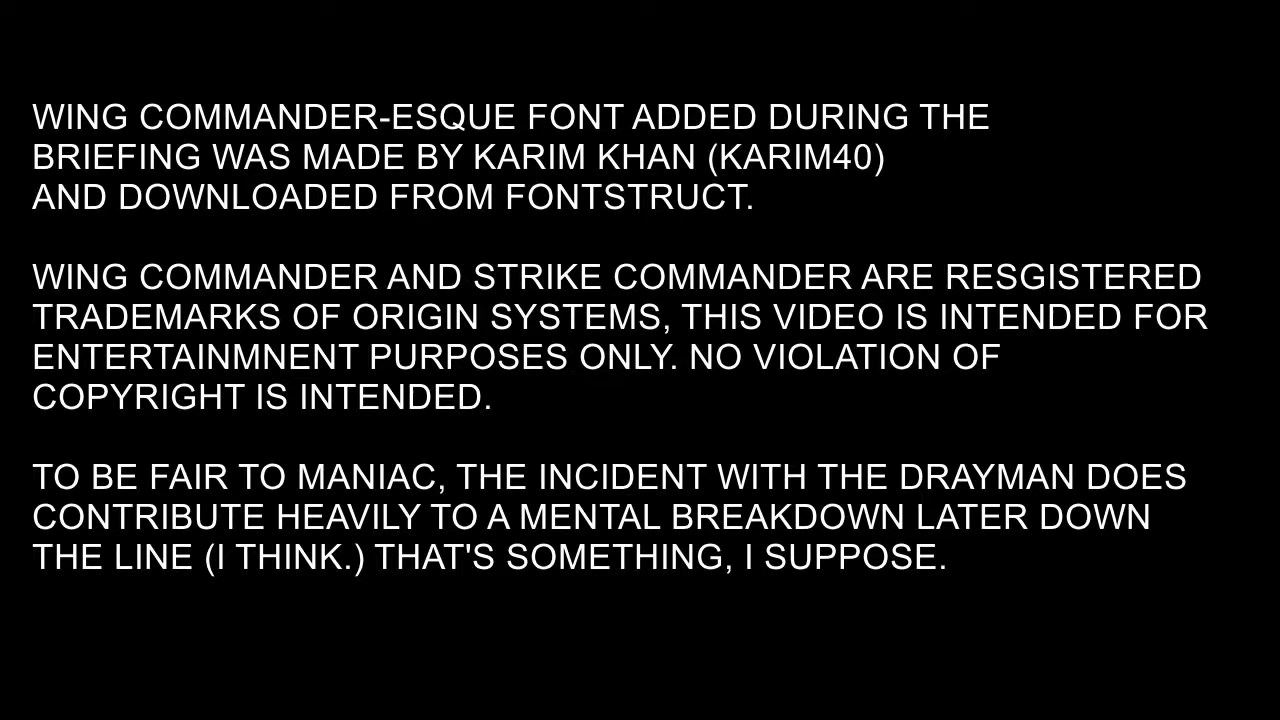 WING COMMANDER-ESQUE FONT ADDED DURING THE
BRIEFING WAS MADE BY KARIM KHAN (KARIM40)
AND DOWNLOADED FROM FONTSTRUCT.
WING COMMANDER AND STRIKE COMMANDER ARE RESGISTERED
TRADEMARKS OF ORIGIN SYSTEMS, THIS VIDEO IS INTENDED FOR
ENTERTAINMNENT PURPOSES ONLY. NO VIOLATION OF
COPYRIGHT IS INTENDED.
TO BE FAIR TO MANIAC, THE INCIDENT WITH THE DRAYMAN DOES
CONTRIBUTE HEAVILY TO A MENTAL BREAKDOWN LATER DOWN
THE LINE (I THINK.) THAT'S SOMETHING, I SUPPOSE.